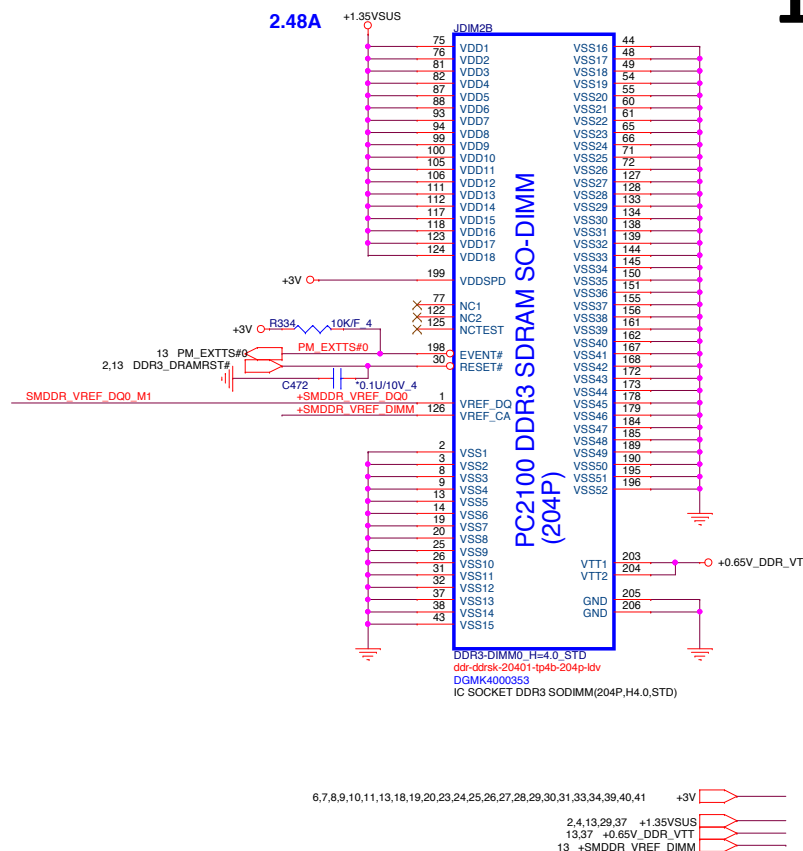 2.48A
+1.35VSUS
JDIM2B
75 VDD1
76 VDD2
81 VDD3
82 VDD4
87 VDD5
88 VDD6
93 VDD7
94 VDD8
99 VDD9
100 VDD10
105 VDD11
106 VDD12
111 VDD13
112 VDD14
117 VDD15
118 VDD16
123 VDD17
124 VDD18
+3V 199 VDDSPD
77 NC1
122 NC2
125 NCTEST
+3V R334 10K/F_4
13 PM_EXTTS#0 PM_EXTTS#0 198 EVENT#
2,13 DDR3_DRAMRST# 30 RESET#
C472 *0.1U/10V_4
SMDDR_VREF_DQ0_M1 +SMDDR_VREF_DQ0 1 VREF_DQ
+SMDDR_VREF_DIMM 126 VREF_CA
2 VSS1
3 VSS2
8 VSS3
9 VSS4
13 VSS5
14 VSS6
19 VSS7
20 VSS8
25 VSS9
26 VSS10
31 VSS11
32 VSS12
37 VSS13
38 VSS14
43 VSS15
PC2100 DDR3 SDRAM SO-DIMM
(204P)
VSS16 44
VSS17 48
VSS18 49
VSS19 54
VSS20 55
VSS21 60
VSS22 61
VSS23 65
VSS24 66
VSS25 71
VSS26 72
VSS27 127
VSS28 128
VSS29 133
VSS30 134
VSS31 138
VSS32 139
VSS33 144
VSS34 145
VSS35 150
VSS36 151
VSS37 155
VSS38 156
VSS39 161
VSS40 162
VSS41 167
VSS42 168
VSS43 172
VSS44 173
VSS45 178
VSS46 179
VSS47 184
VSS48 185
VSS49 189
VSS50 190
VSS51 195
VSS52 196
VTT1 203
VTT2 204
+0.65V_DDR_VT
GND 205
GND 206
DDR3-DIMM0_H=4.0_STD
ddr-ddrsk-20401-tp4b-204p-ldv
DGMK4000353
IC SOCKET DDR3 SODIMM(204P,H4.0,STD)
6,7,8,9,10,11,13,18,19,20,23,24,25,26,27,28,29,30,31,33,34,39,40,41 +3V
2,4,13,29,37 +1.35VSUS
13,37 +0.65V_DDR_VTT
13 +SMDDR_VREF_DIMM